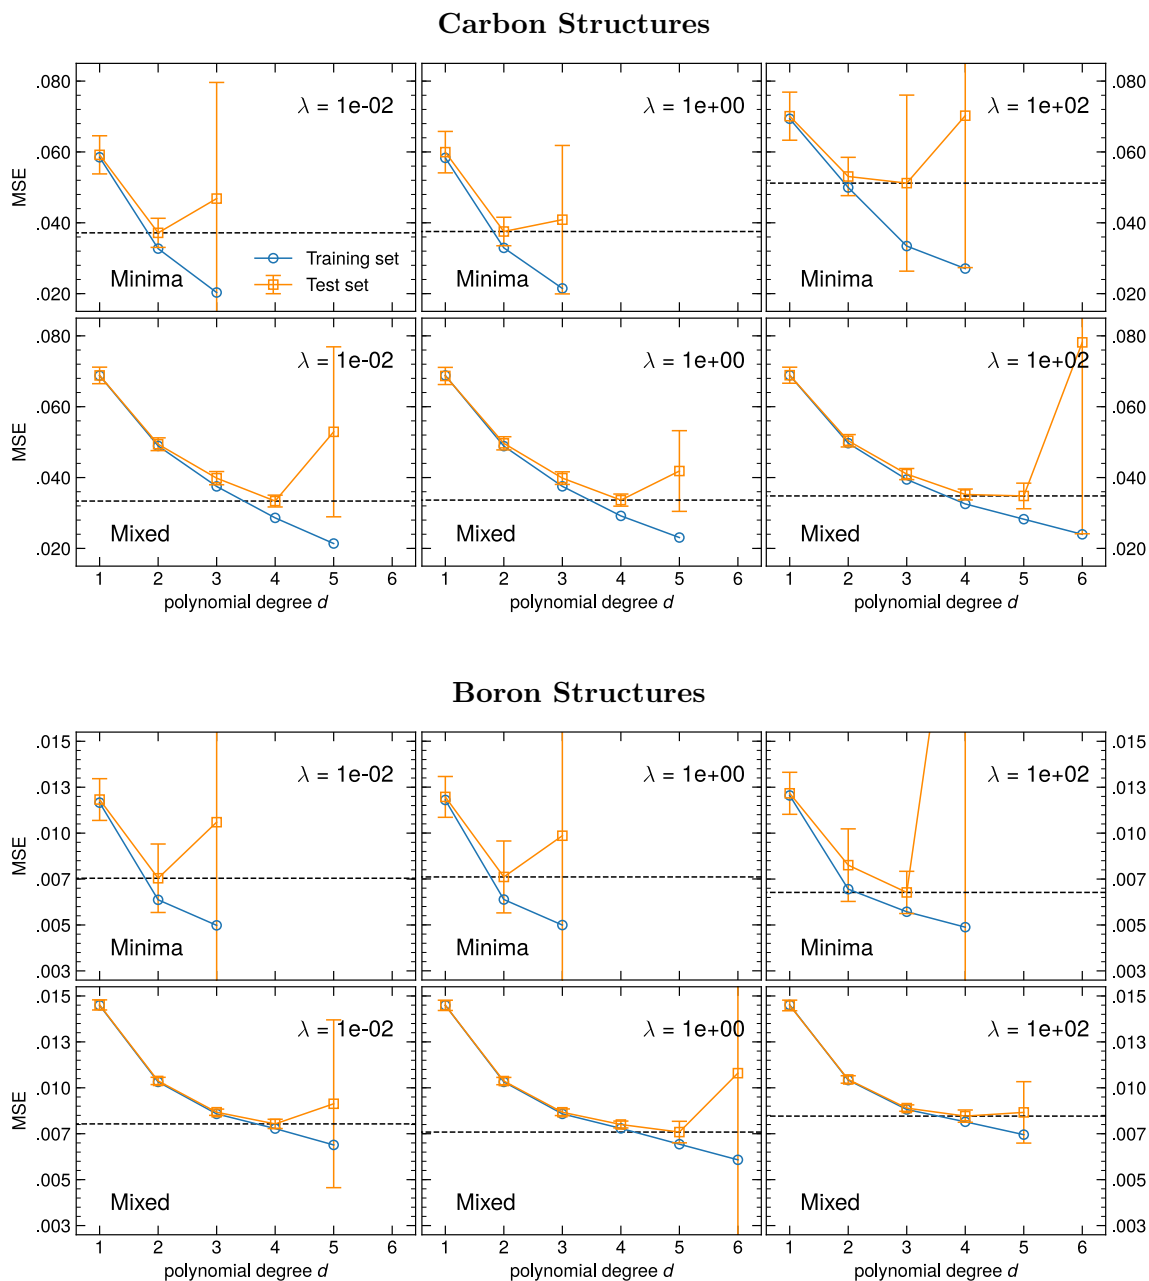 Carbon Structures
.080
.060
.040
.020
MSE
λ = 1e-02
Training set
Test set
Minima
λ = 1e+00
Minima
λ = 1e+02
Minima
.080
.060
.040
.020
.080
.060
.040
.020
MSE
λ = 1e-02
Mixed
λ = 1e+00
Mixed
λ = 1e+02
Mixed
.080
.060
.040
.020
1 2 3 4 5 6
polynomial degree d
1 2 3 4 5 6
polynomial degree d
1 2 3 4 5 6
polynomial degree d
Boron Structures
.015
.013
.010
.007
.005
.003
MSE
λ = 1e-02
Minima
λ = 1e+00
Minima
λ = 1e+02
Minima
.015
.013
.010
.007
.005
.003
.015
.013
.010
.007
.005
.003
MSE
λ = 1e-02
Mixed
λ = 1e+00
Mixed
λ = 1e+02
Mixed
.015
.013
.010
.007
.005
.003
1 2 3 4 5 6
polynomial degree d
1 2 3 4 5 6
polynomial degree d
1 2 3 4 5 6
polynomial degree d